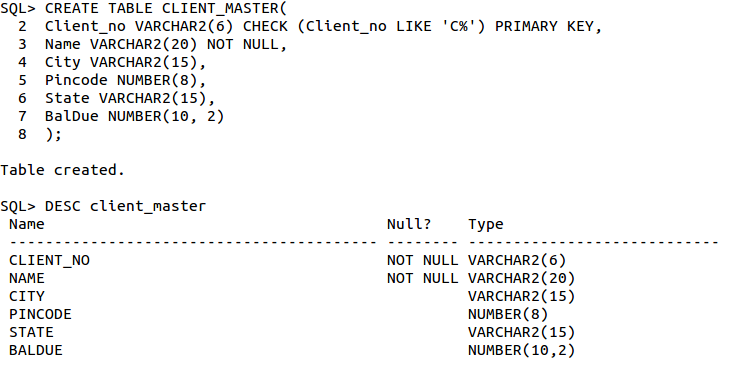 SQL> CREATE TABLE CLIENT_MASTER(
  2  Client_no VARCHAR2(6) CHECK (Client_no LIKE 'C%') PRIMARY KEY,
  3  Name VARCHAR2(20) NOT NULL,
  4  City VARCHAR2(15),
  5  Pincode NUMBER(8),
  6  State VARCHAR2(15),
  7  BalDue NUMBER(10, 2)
  8  );
Table created.
SQL> DESC client_master
 Name                                      Null?    Type
 ----------------------------------------- -------- ----------------------------
 CLIENT_NO                                 NOT NULL VARCHAR2(6)
 NAME                                      NOT NULL VARCHAR2(20)
 CITY                                               VARCHAR2(15)
 PINCODE                                            NUMBER(8)
 STATE                                              VARCHAR2(15)
 BALDUE                                             NUMBER(10,2)